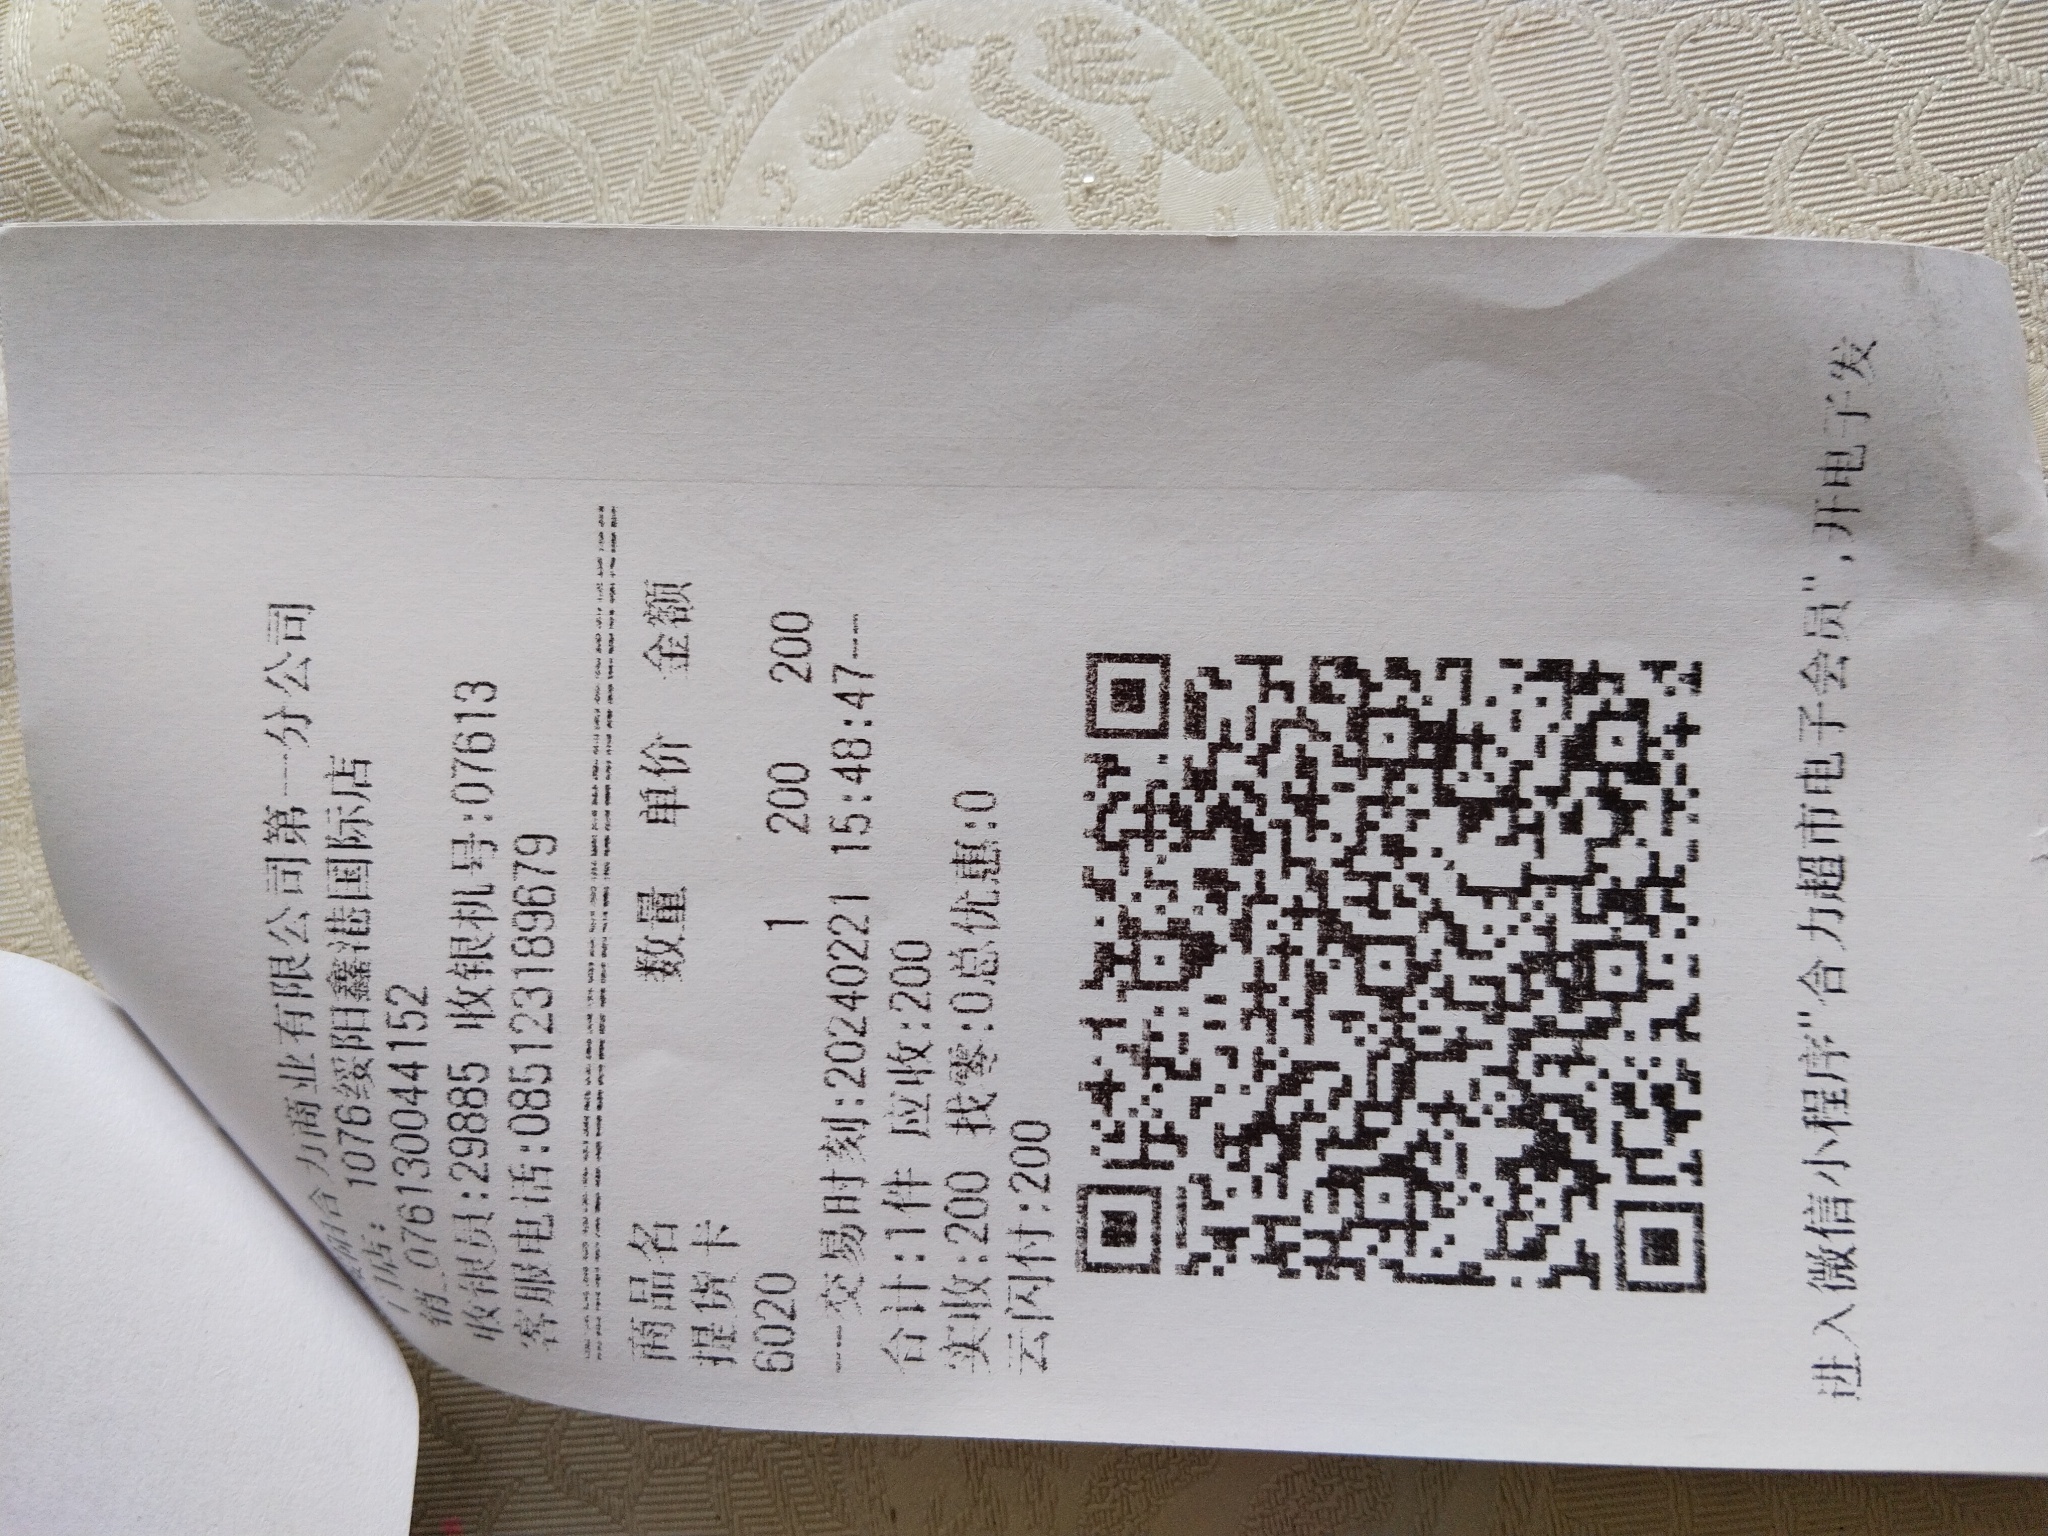 贵阳合力商业有限公司第一分公司
门店: 1076绥阳鑫港国际店
销_076130044152
收银员:29885 收银机号:07613
客服电话:085123189679
商品名 数量 单价 金额
提货卡
6020 1 200 200
---交易时刻:20240221 15:48:47---
合计:1件 应收:200
实收:200 找零:0总优惠:0
云闪付:200
进入微信小程序"合力超市电子会员",开电子发